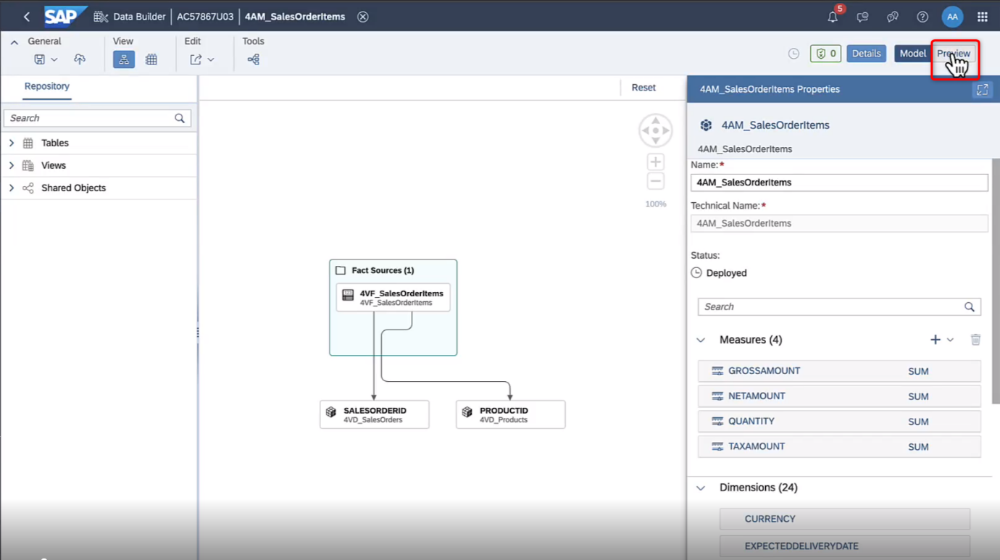 SAP Data Builder AC57867U03 4AM_SalesOrderItems 5 AA
General View Edit Tools
0 Details Model Preview
Repository
Reset
Search
Tables
Views
Shared Objects
100%
Fact Sources (1)
4VF_SalesOrderItems
4VF_SalesOrderItems
SALESORDERID
4VD_SalesOrders
PRODUCTID
4VD_Products
4AM_SalesOrderItems Properties
4AM_SalesOrderItems
4AM_SalesOrderItems
Name:*
4AM_SalesOrderItems
Technical Name:*
4AM_SalesOrderItems
Status:
Deployed
Search
Measures (4)
GROSSAMOUNT SUM
NETAMOUNT SUM
QUANTITY SUM
TAXAMOUNT SUM
Dimensions (24)
CURRENCY
EXPECTEDDELIVERYDATE